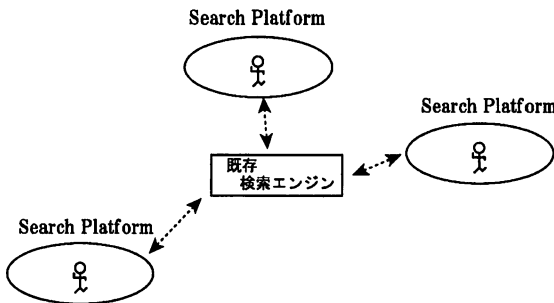 Search Platform
Search Platform
既存
検索エンジン
Search Platform